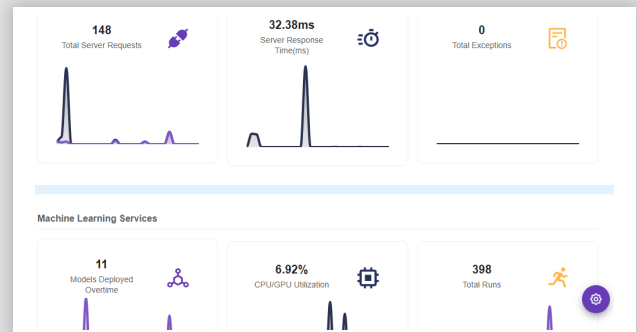 148
Total Server Requests
32.38ms
Server Response
Time(ms)
0
Total Exceptions
Machine Learning Services
11
Models Deployed
Overtime
6.92%
CPU/GPU Utilization
398
Total Runs